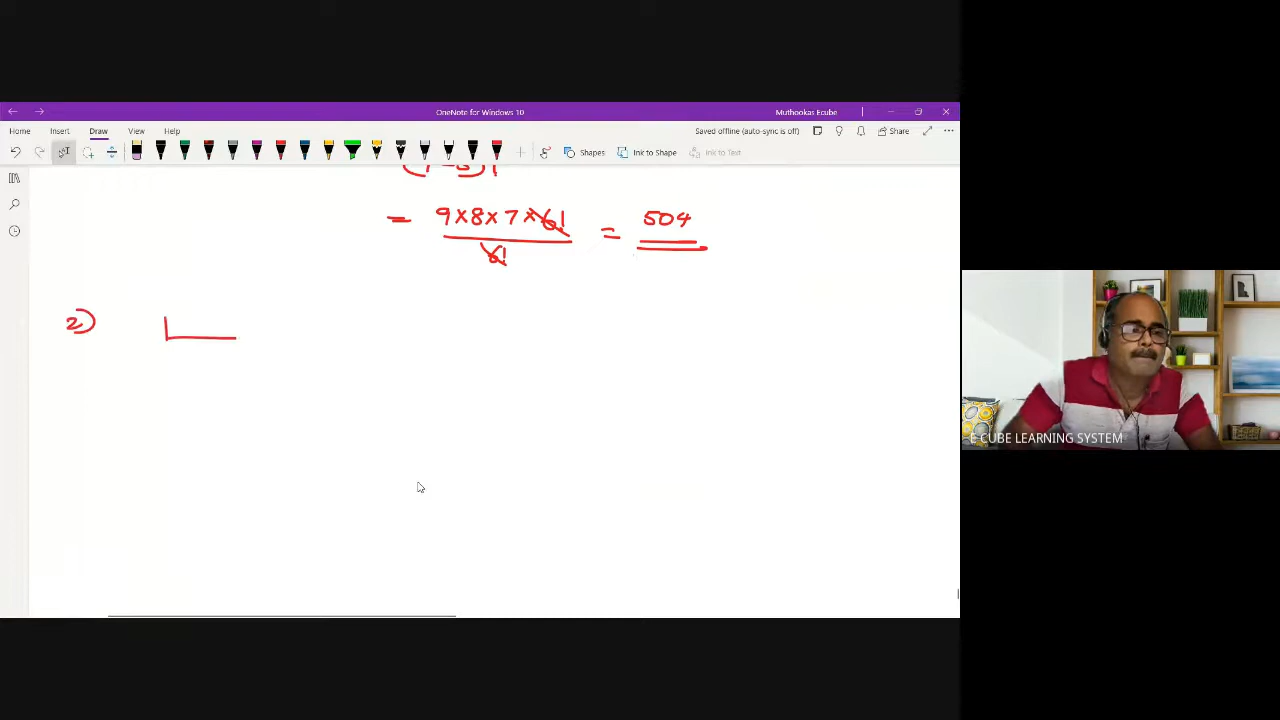 OneNote for Windows 10
Muthookas Ecube
Home Insert Draw View Help
Saved offline (auto-sync is off)
Share
Shapes
Ink to Shape
Ink to Text
= 9×8×7×6! / 6! = 504
2)
E CUBE LEARNING SYSTEM